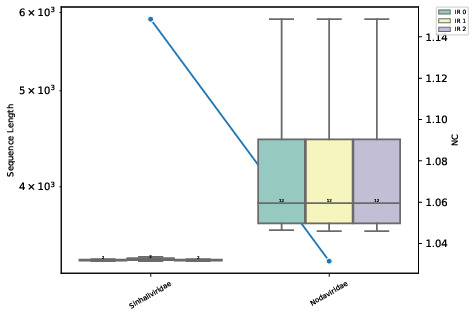 6 × 10³
5 × 10³
4 × 10³
Sequence Length
1.14
1.12
1.10
1.08
1.06
1.04
NC
IR 0
IR 1
IR 2
12 12 12
Sinhaliviridae
Nodaviridae